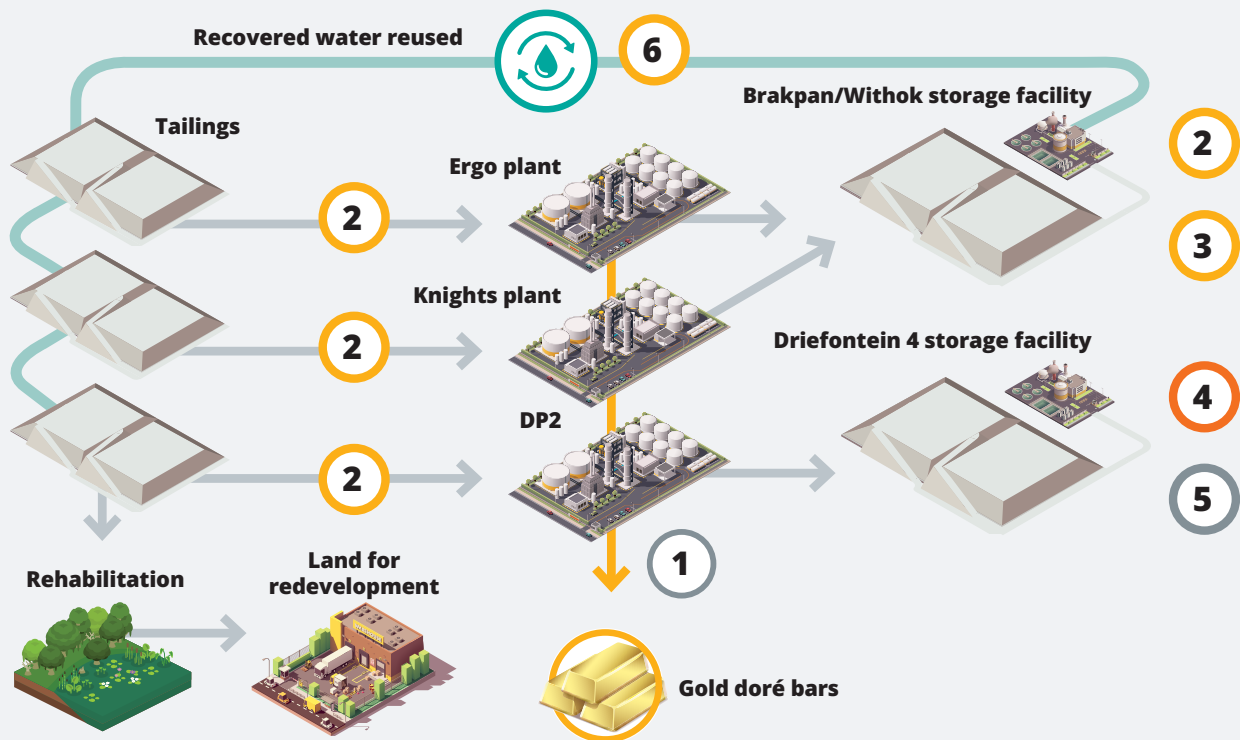 Recovered water reused
6
Brakpan/Withok storage facility
Tailings
2
Ergo plant
2
3
Knights plant
2
Driefontein 4 storage facility
4
DP2
2
5
1
Rehabilitation
Land for
redevelopment
Gold doré bars